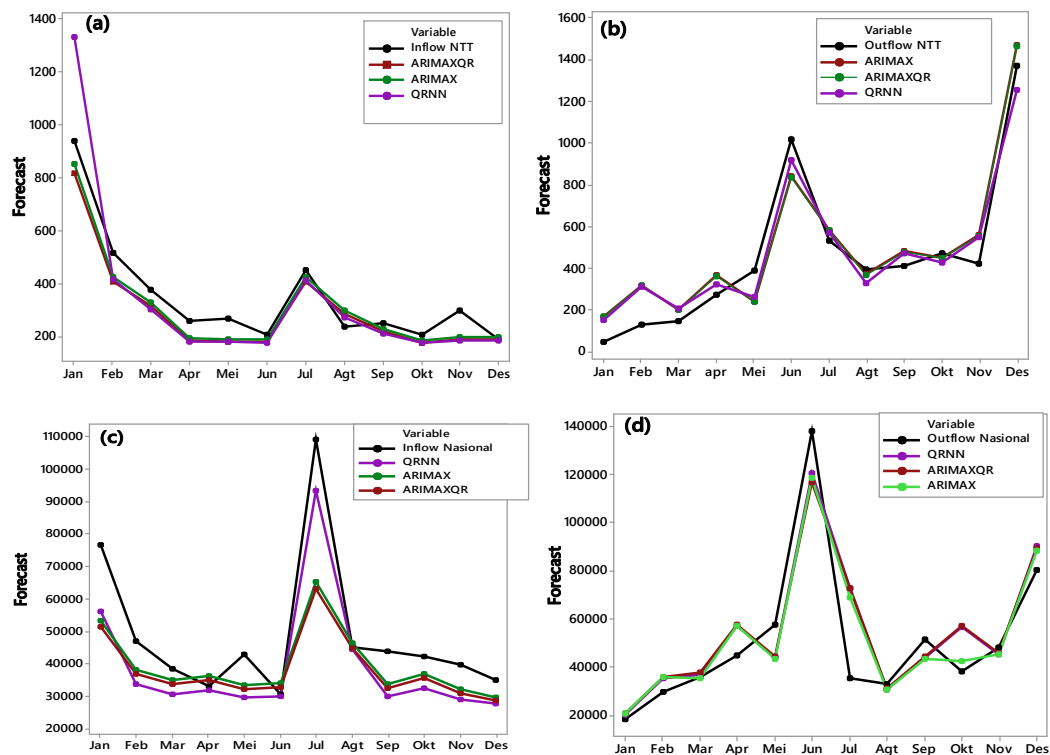 (a)
Variable
Inflow NTT
ARIMAXQR
ARIMAX
QRNN
Forecast
1400
1200
1000
800
600
400
200
Jan Feb Mar Apr Mei Jun Jul Agt Sep Okt Nov Des
(b)
Variable
Outflow NTT
ARIMAX
ARIMAXQR
QRNN
Forecast
1600
1400
1200
1000
800
600
400
200
0
Jan Feb Mar apr Mei Jun Jul Agt Sep Okt Nov Des
(c)
Variable
Inflow Nasional
QRNN
ARIMAX
ARIMAXQR
Forecast
110000
100000
90000
80000
70000
60000
50000
40000
30000
20000
Jan Feb Mar Apr Mei Jun Jul Agt Sep Okt Nov Des
(d)
Variable
Outflow Nasional
QRNN
ARIMAXQR
ARIMAX
Forecast
140000
120000
100000
80000
60000
40000
20000
Jan Feb Mar Apr Mei Jun Jul Agt Sep Okt Nov Des